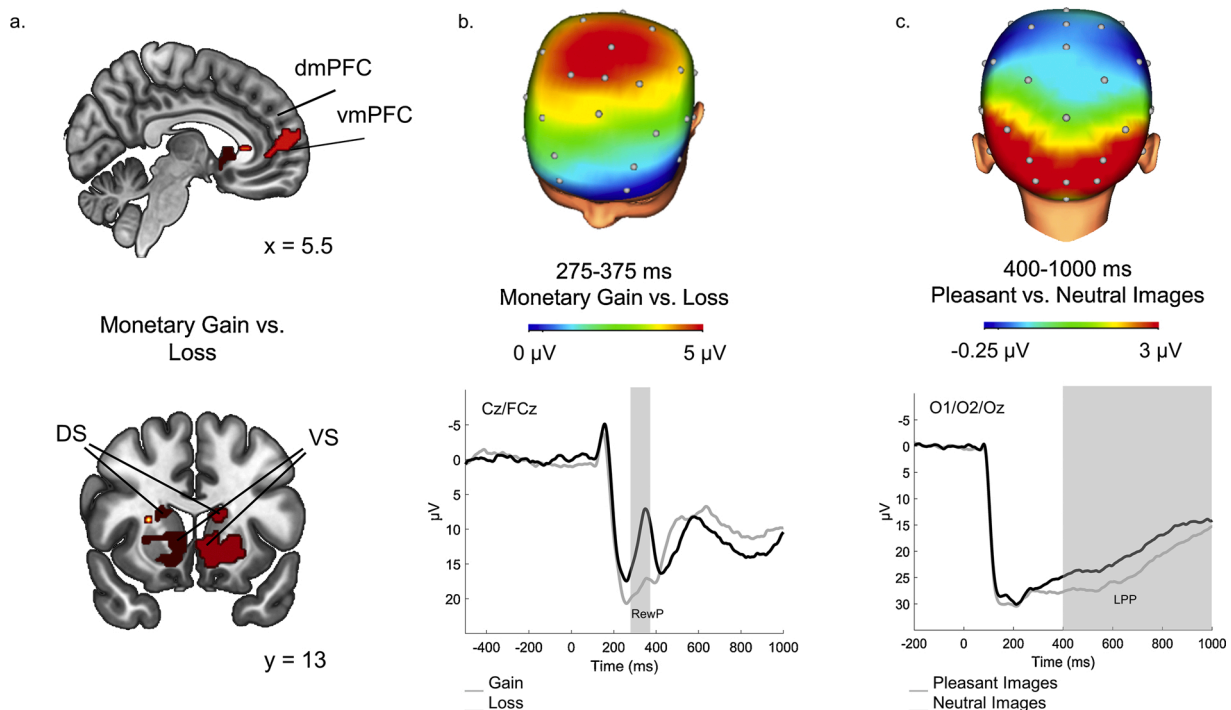 a.
dmPFC
vmPFC
x = 5.5
Monetary Gain vs.
Loss
DS
VS
y = 13
b.
275-375 ms
Monetary Gain vs. Loss
0 µV
5 µV
Cz/FCz
-5
0
5
10
15
20
µV
RewP
-400
-200
0
200
400
600
800
1000
Time (ms)
Gain
Loss
c.
400-1000 ms
Pleasant vs. Neutral Images
-0.25 µV
3 µV
O1/O2/Oz
-5
0
5
10
15
20
25
30
µV
LPP
-200
0
200
400
600
800
1000
Time (ms)
Pleasant Images
Neutral Images